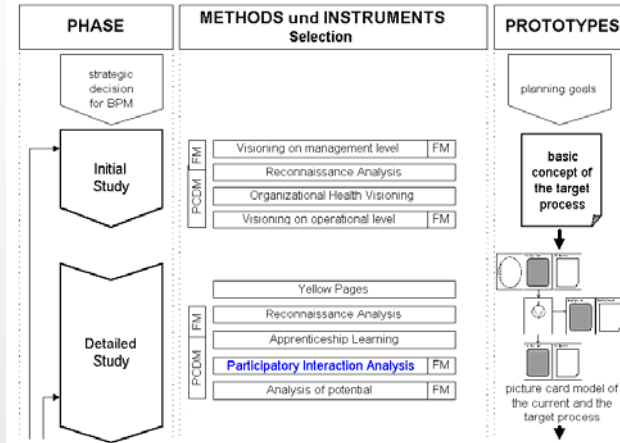 PHASE
METHODS und INSTRUMENTS
Selection
PROTOTYPES
strategic
decision
for BPM
planning goals
Initial
Study
FM
PCDM
Visioning on management level FM
Reconnaissance Analysis
Organizational Health Visioning
Visioning on operational level FM
basic
concept of
the target
process
Detailed
Study
FM
PCDM
Yellow Pages
Reconnaissance Analysis
Apprenticeship Learning
Participatory Interaction Analysis FM
Analysis of potential FM
picture card model of
the current and the
target process